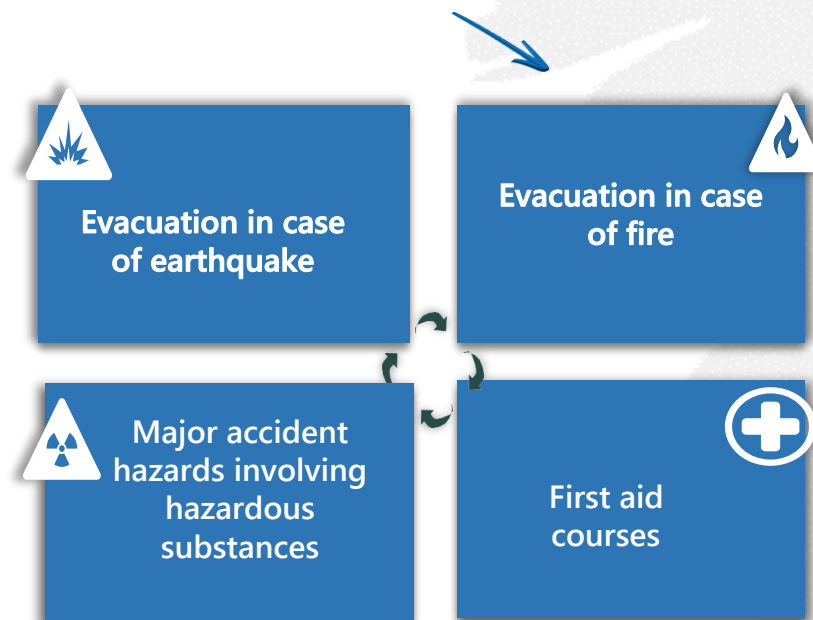 Evacuation in case
of earthquake
Evacuation in case
of fire
Major accident
hazards involving
hazardous
substances
First aid
courses